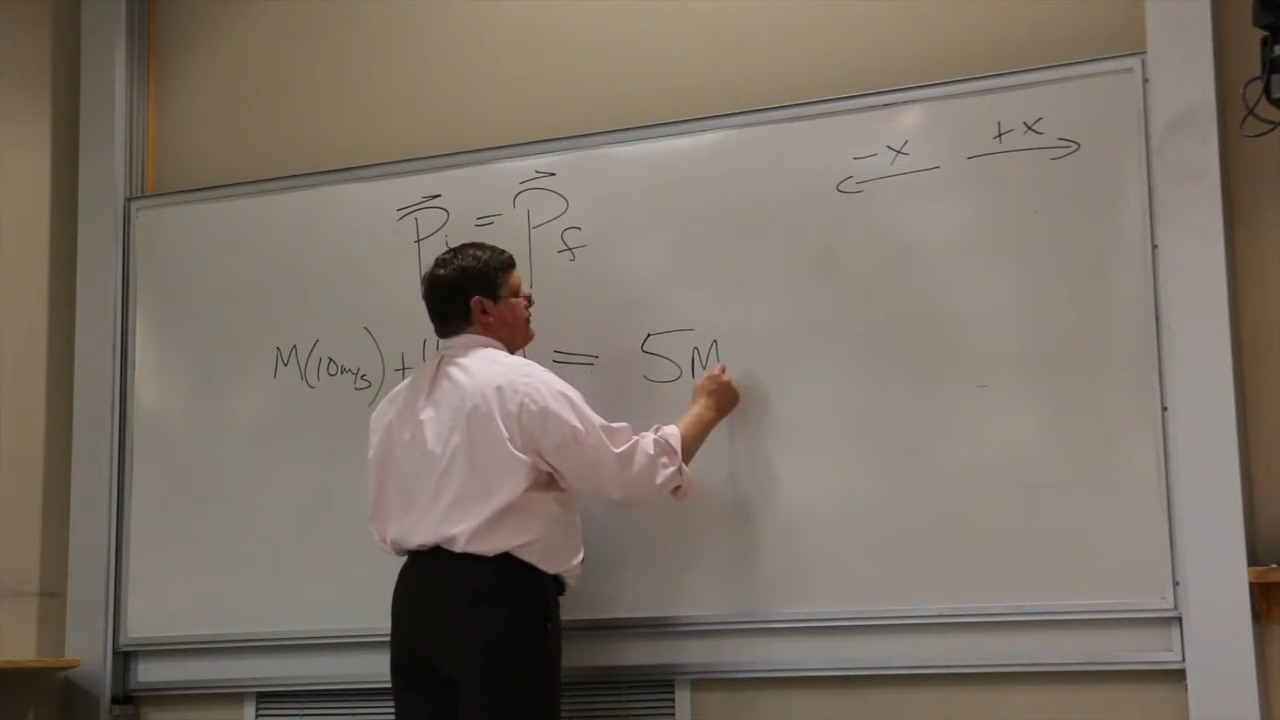 -x +x
P⃗i = P⃗f
M(10m/s) + = 5M